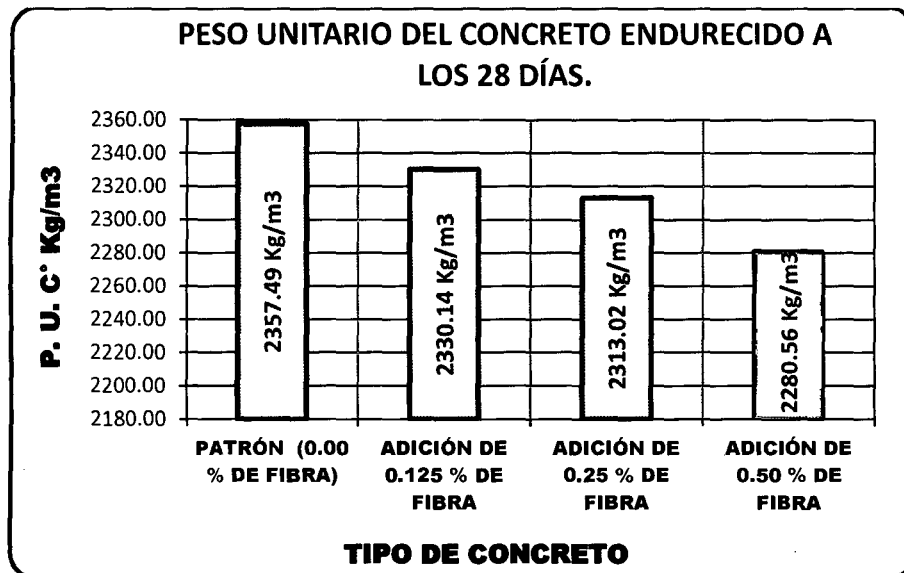 PESO UNITARIO DEL CONCRETO ENDURECIDO A
LOS 28 DÍAS.
P. U. C° Kg/m3
2360.00
2340.00
2320.00
2300.00
2280.00
2260.00
2240.00
2220.00
2200.00
2180.00
2357.49 Kg/m3
2330.14 Kg/m3
2313.02 Kg/m3
2280.56 Kg/m3
PATRÓN (0.00
% DE FIBRA)
ADICIÓN DE
0.125 % DE
FIBRA
ADICIÓN DE
0.25 % DE
FIBRA
ADICIÓN DE
0.50 % DE
FIBRA
TIPO DE CONCRETO